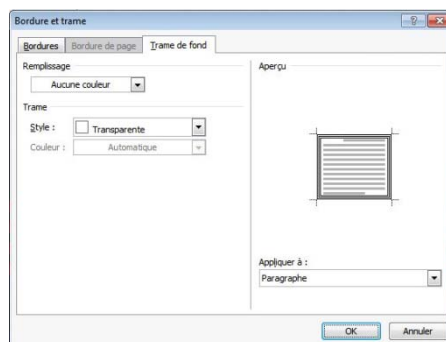 Bordure et trame
Bordures Bordure de page Trame de fond
Remplissage
Aucune couleur
Trame
Style : Transparente
Couleur : Automatique
Aperçu
Appliquer à :
Paragraphe
OK Annuler